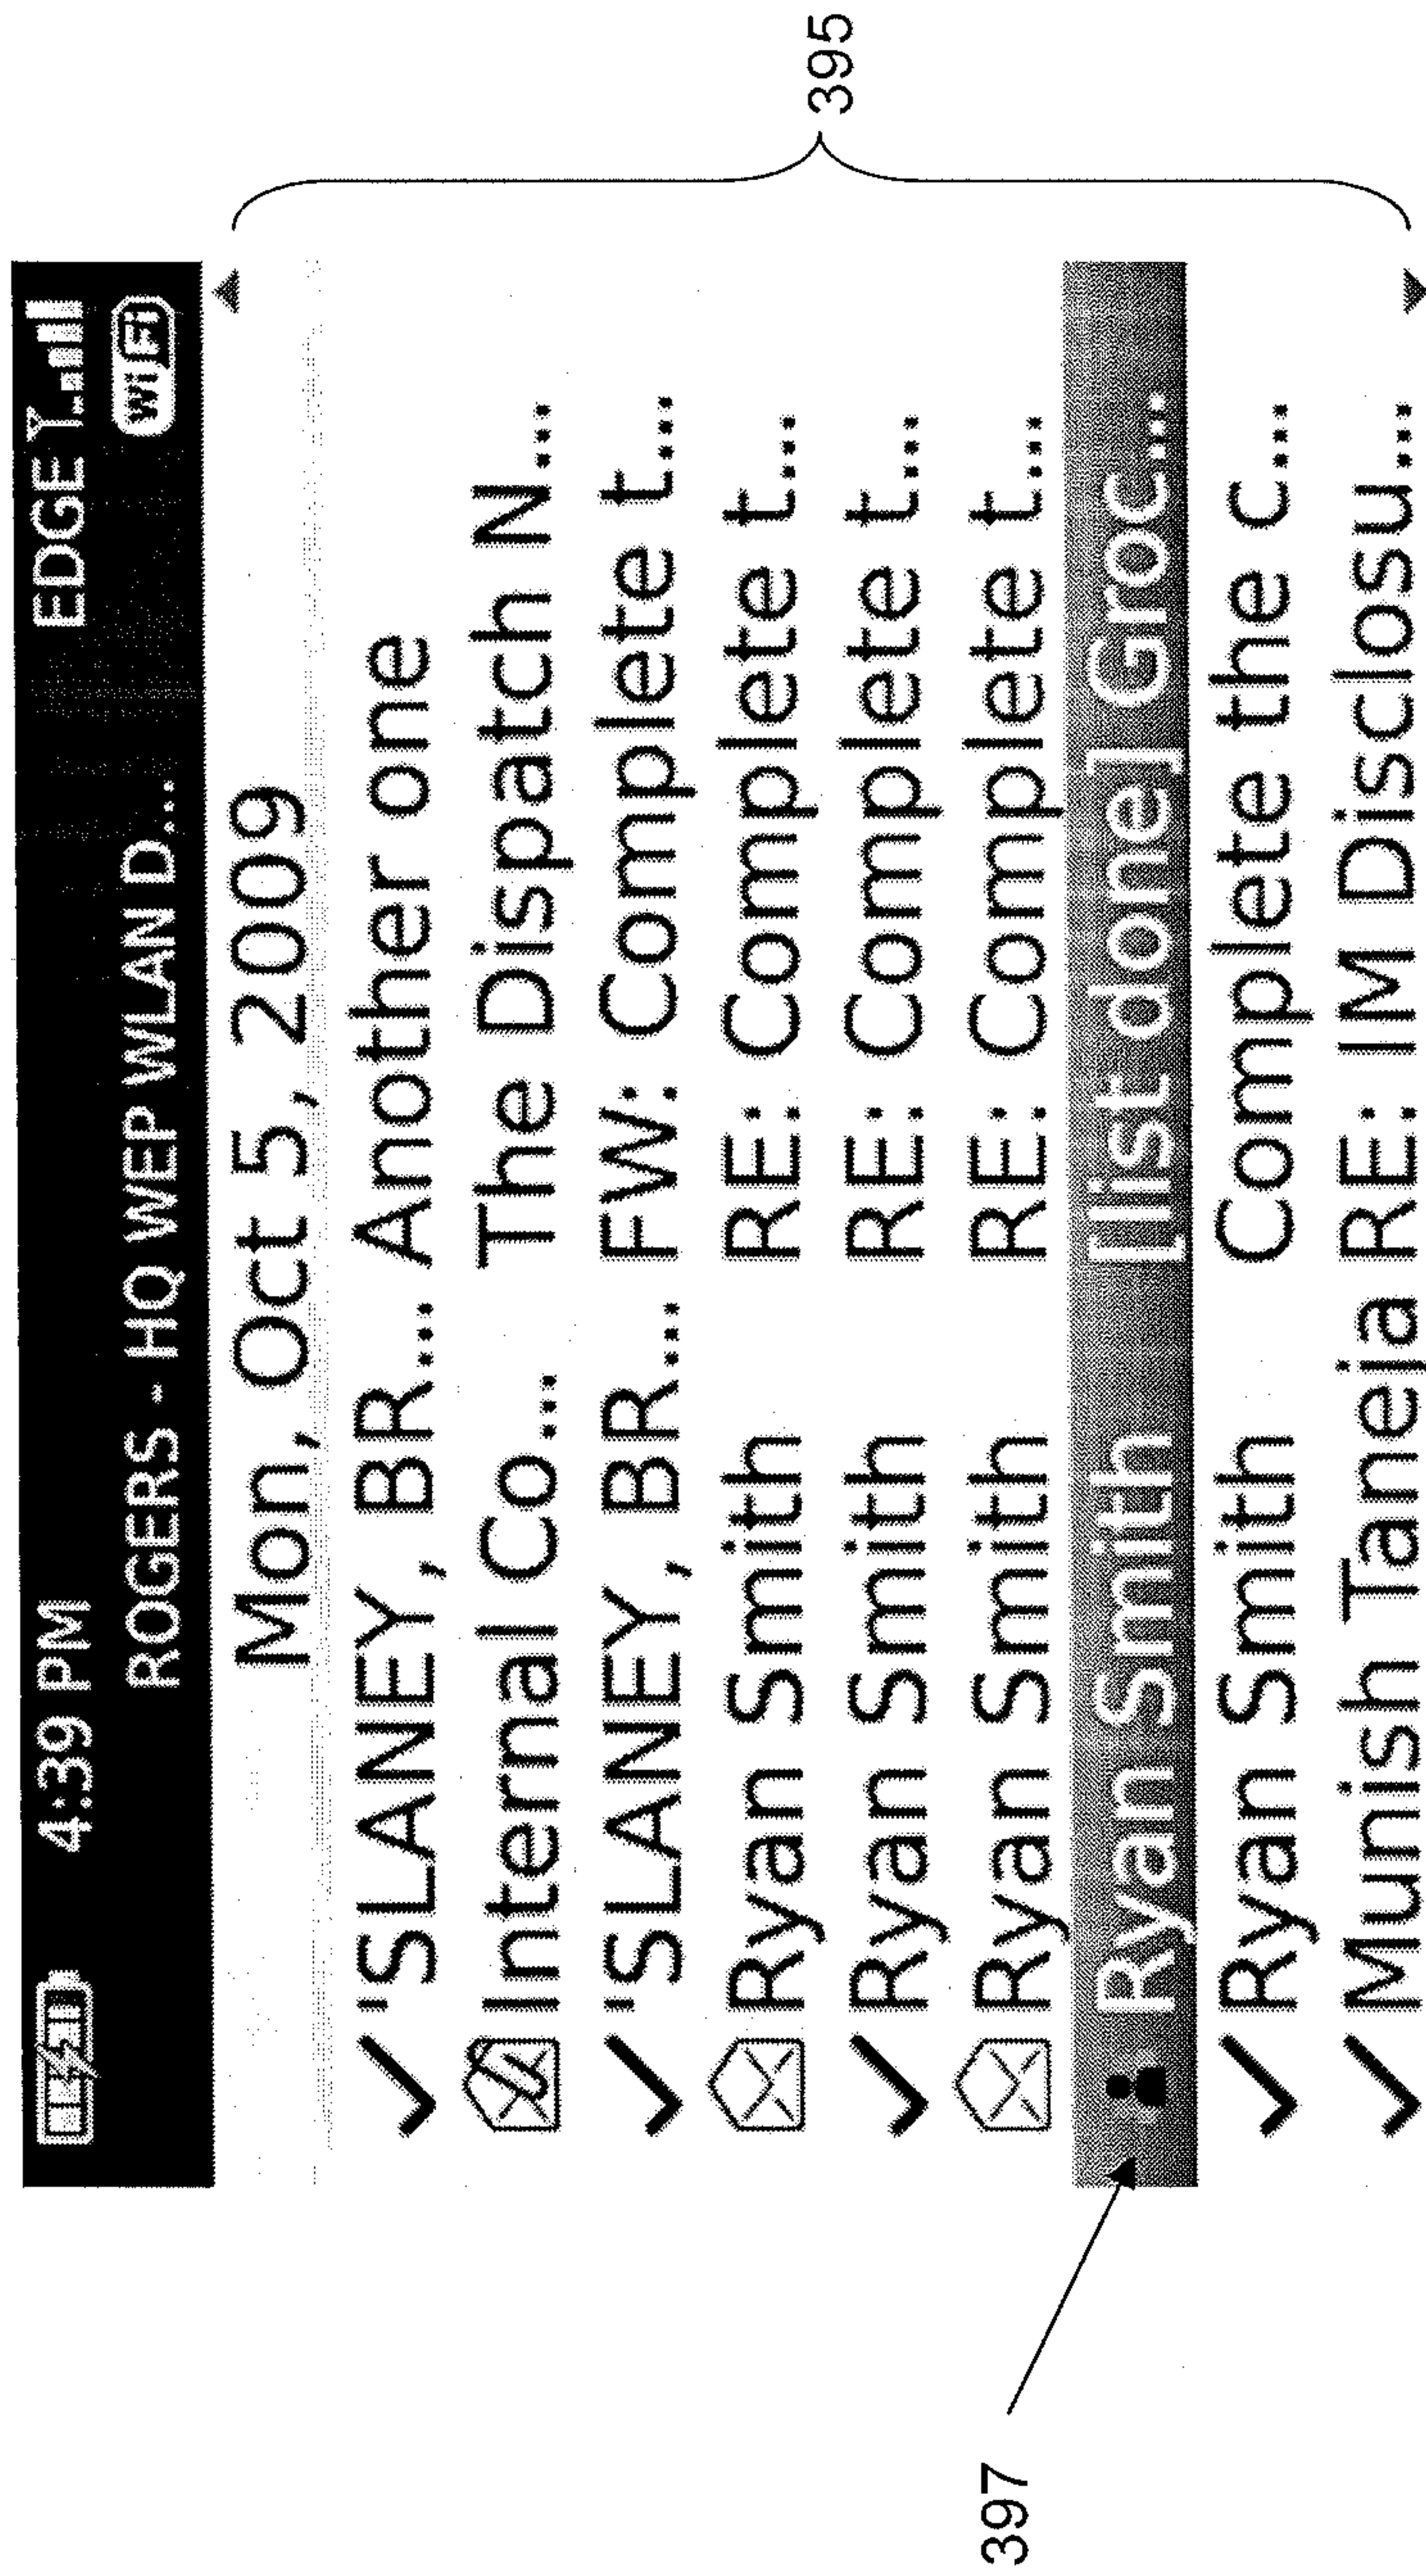 4:39 PM EDGE
ROGERS - HQ WEP WLAN D...
WiFi
Mon, Oct 5, 2009
'SLANEY, BR... Another one
Internal Co... The Dispatch N...
"SLANEY, BR... FW: Complete t...
Ryan Smith RE: Complete t...
Ryan Smith RE: Complete t...
Ryan Smith RE: Complete t...
Ryan Smith [list done] Groc...
Ryan Smith Complete the c...
Munish Taneja RE: IM Disclosu...
395
397